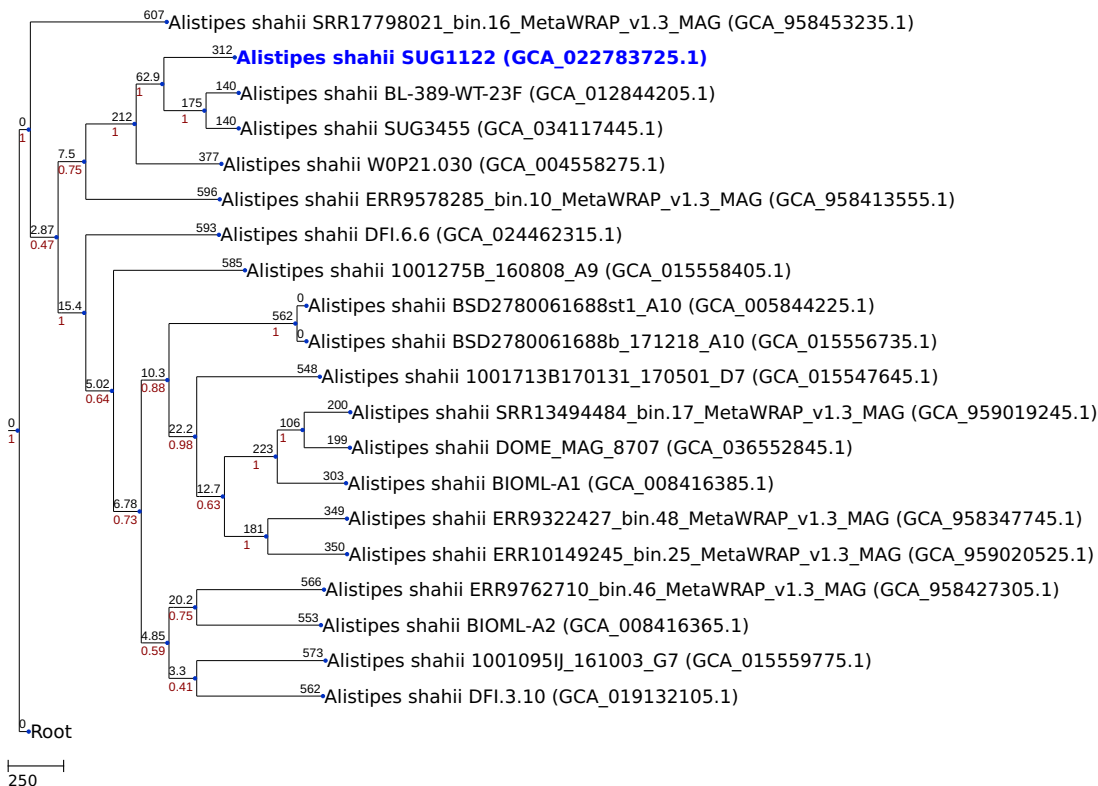 607 Alistipes shahii SRR17798021_bin.16_MetaWRAP_v1.3_MAG (GCA_958453235.1)
312 Alistipes shahii SUG1122 (GCA_022783725.1)
62.9
1
140 Alistipes shahii BL-389-WT-23F (GCA_012844205.1)
175
1
212
1
0
1
140 Alistipes shahii SUG3455 (GCA_034117445.1)
7.5
0.75
377 Alistipes shahii W0P21.030 (GCA_004558275.1)
596 Alistipes shahii ERR9578285_bin.10_MetaWRAP_v1.3_MAG (GCA_958413555.1)
2.87
0.47
593 Alistipes shahii DFI.6.6 (GCA_024462315.1)
585 Alistipes shahii 1001275B_160808_A9 (GCA_015558405.1)
15.4
1
0 Alistipes shahii BSD2780061688st1_A10 (GCA_005844225.1)
562
1
0 Alistipes shahii BSD2780061688b_171218_A10 (GCA_015556735.1)
5.02
0.64
10.3
0.88
548 Alistipes shahii 1001713B170131_170501_D7 (GCA_015547645.1)
200 Alistipes shahii SRR13494484_bin.17_MetaWRAP_v1.3_MAG (GCA_959019245.1)
0
1
22.2
0.98
106
1
199 Alistipes shahii DOME_MAG_8707 (GCA_036552845.1)
223
1
303 Alistipes shahii BIOML-A1 (GCA_008416385.1)
12.7
0.63
6.78
0.73
349 Alistipes shahii ERR9322427_bin.48_MetaWRAP_v1.3_MAG (GCA_958347745.1)
181
1
350 Alistipes shahii ERR10149245_bin.25_MetaWRAP_v1.3_MAG (GCA_959020525.1)
566 Alistipes shahii ERR9762710_bin.46_MetaWRAP_v1.3_MAG (GCA_958427305.1)
20.2
0.75
553 Alistipes shahii BIOML-A2 (GCA_008416365.1)
4.85
0.59
573 Alistipes shahii 1001095IJ_161003_G7 (GCA_015559775.1)
3.3
0.41
562 Alistipes shahii DFI.3.10 (GCA_019132105.1)
0 Root
250